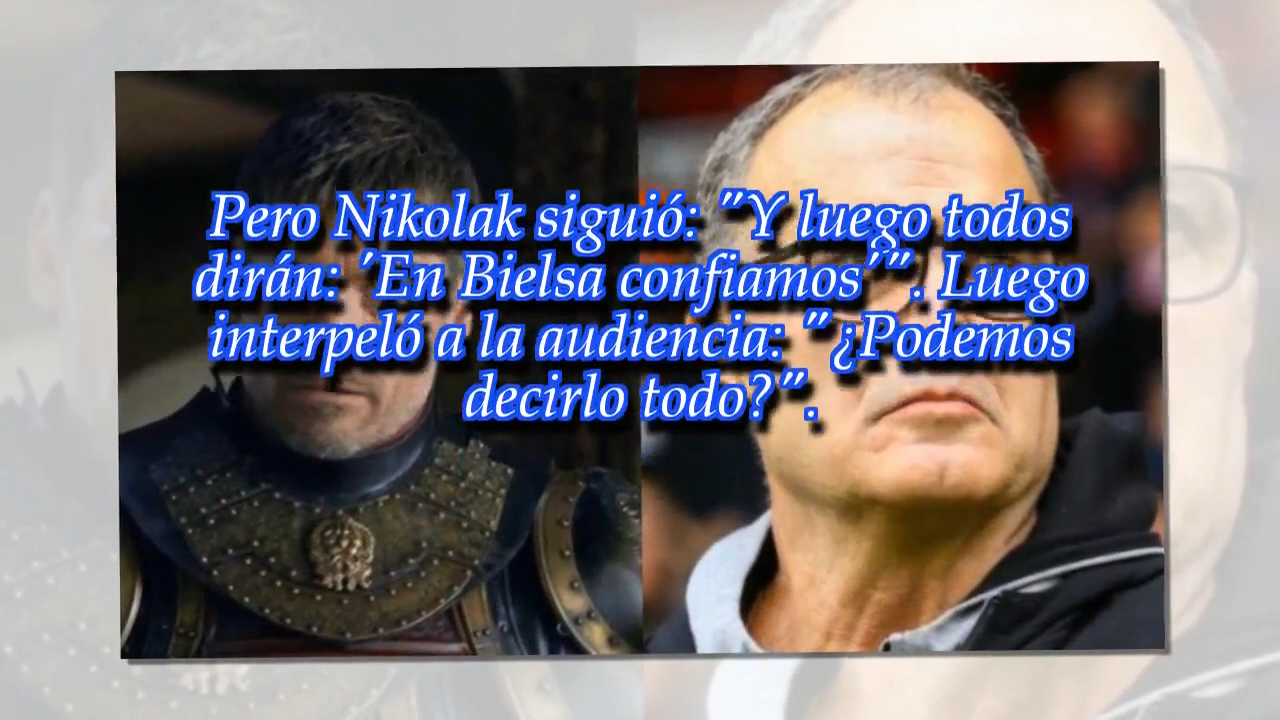 Pero Nikolak siguió: "Y luego todos
dirán: 'En Bielsa confiamos'". Luego
interpeló a la audiencia: "¿Podemos
decirlo todo?".